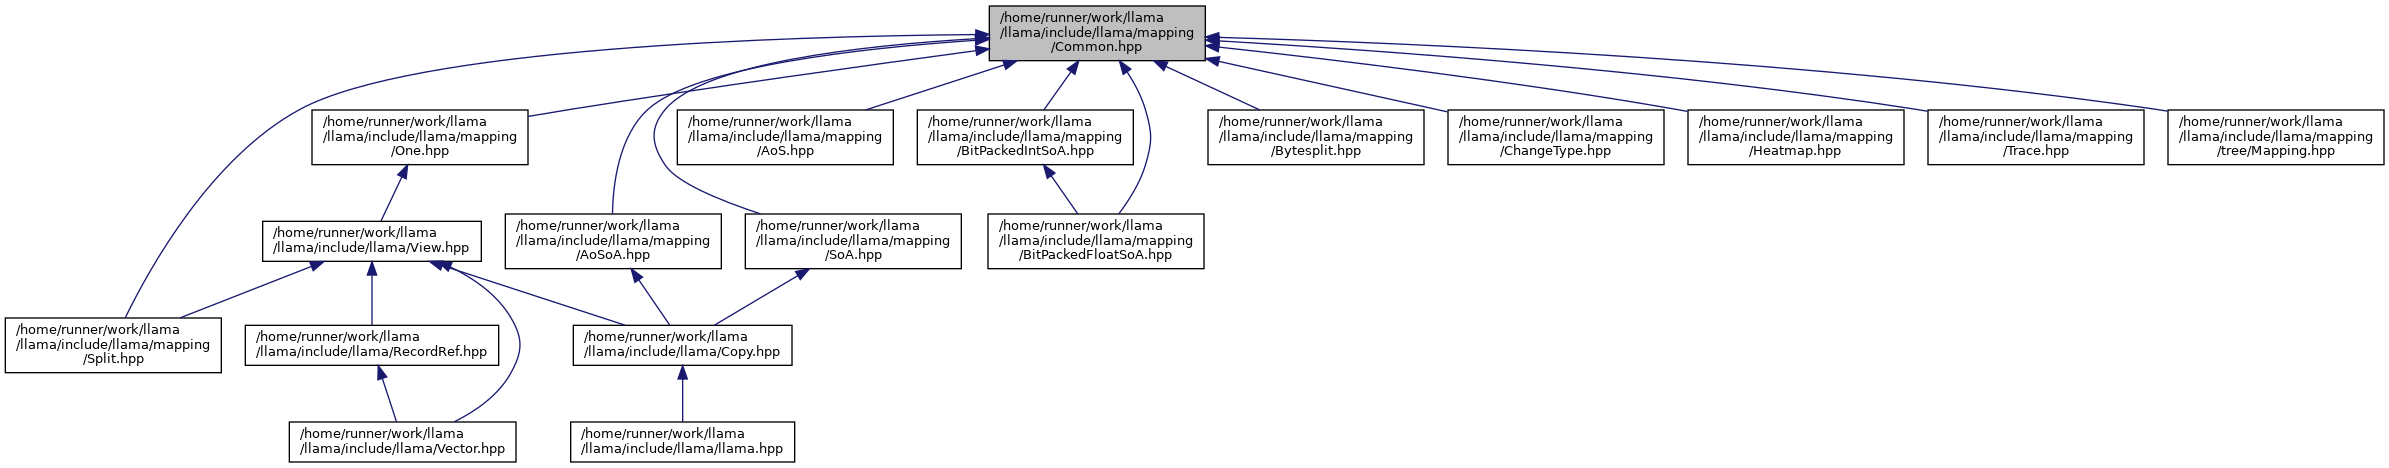 /home/runner/work/llama
/llama/include/llama/mapping
/Common.hpp
/home/runner/work/llama
/llama/include/llama/mapping
/One.hpp
/home/runner/work/llama
/llama/include/llama/mapping
/AoS.hpp
/home/runner/work/llama
/llama/include/llama/mapping
/BitPackedIntSoA.hpp
/home/runner/work/llama
/llama/include/llama/mapping
/Bytesplit.hpp
/home/runner/work/llama
/llama/include/llama/mapping
/ChangeType.hpp
/home/runner/work/llama
/llama/include/llama/mapping
/Heatmap.hpp
/home/runner/work/llama
/llama/include/llama/mapping
/Trace.hpp
/home/runner/work/llama
/llama/include/llama/mapping
/tree/Mapping.hpp
/home/runner/work/llama
/llama/include/llama/View.hpp
/home/runner/work/llama
/llama/include/llama/mapping
/AoSoA.hpp
/home/runner/work/llama
/llama/include/llama/mapping
/SoA.hpp
/home/runner/work/llama
/llama/include/llama/mapping
/BitPackedFloatSoA.hpp
/home/runner/work/llama
/llama/include/llama/mapping
/Split.hpp
/home/runner/work/llama
/llama/include/llama/RecordRef.hpp
/home/runner/work/llama
/llama/include/llama/Copy.hpp
/home/runner/work/llama
/llama/include/llama/Vector.hpp
/home/runner/work/llama
/llama/include/llama/llama.hpp